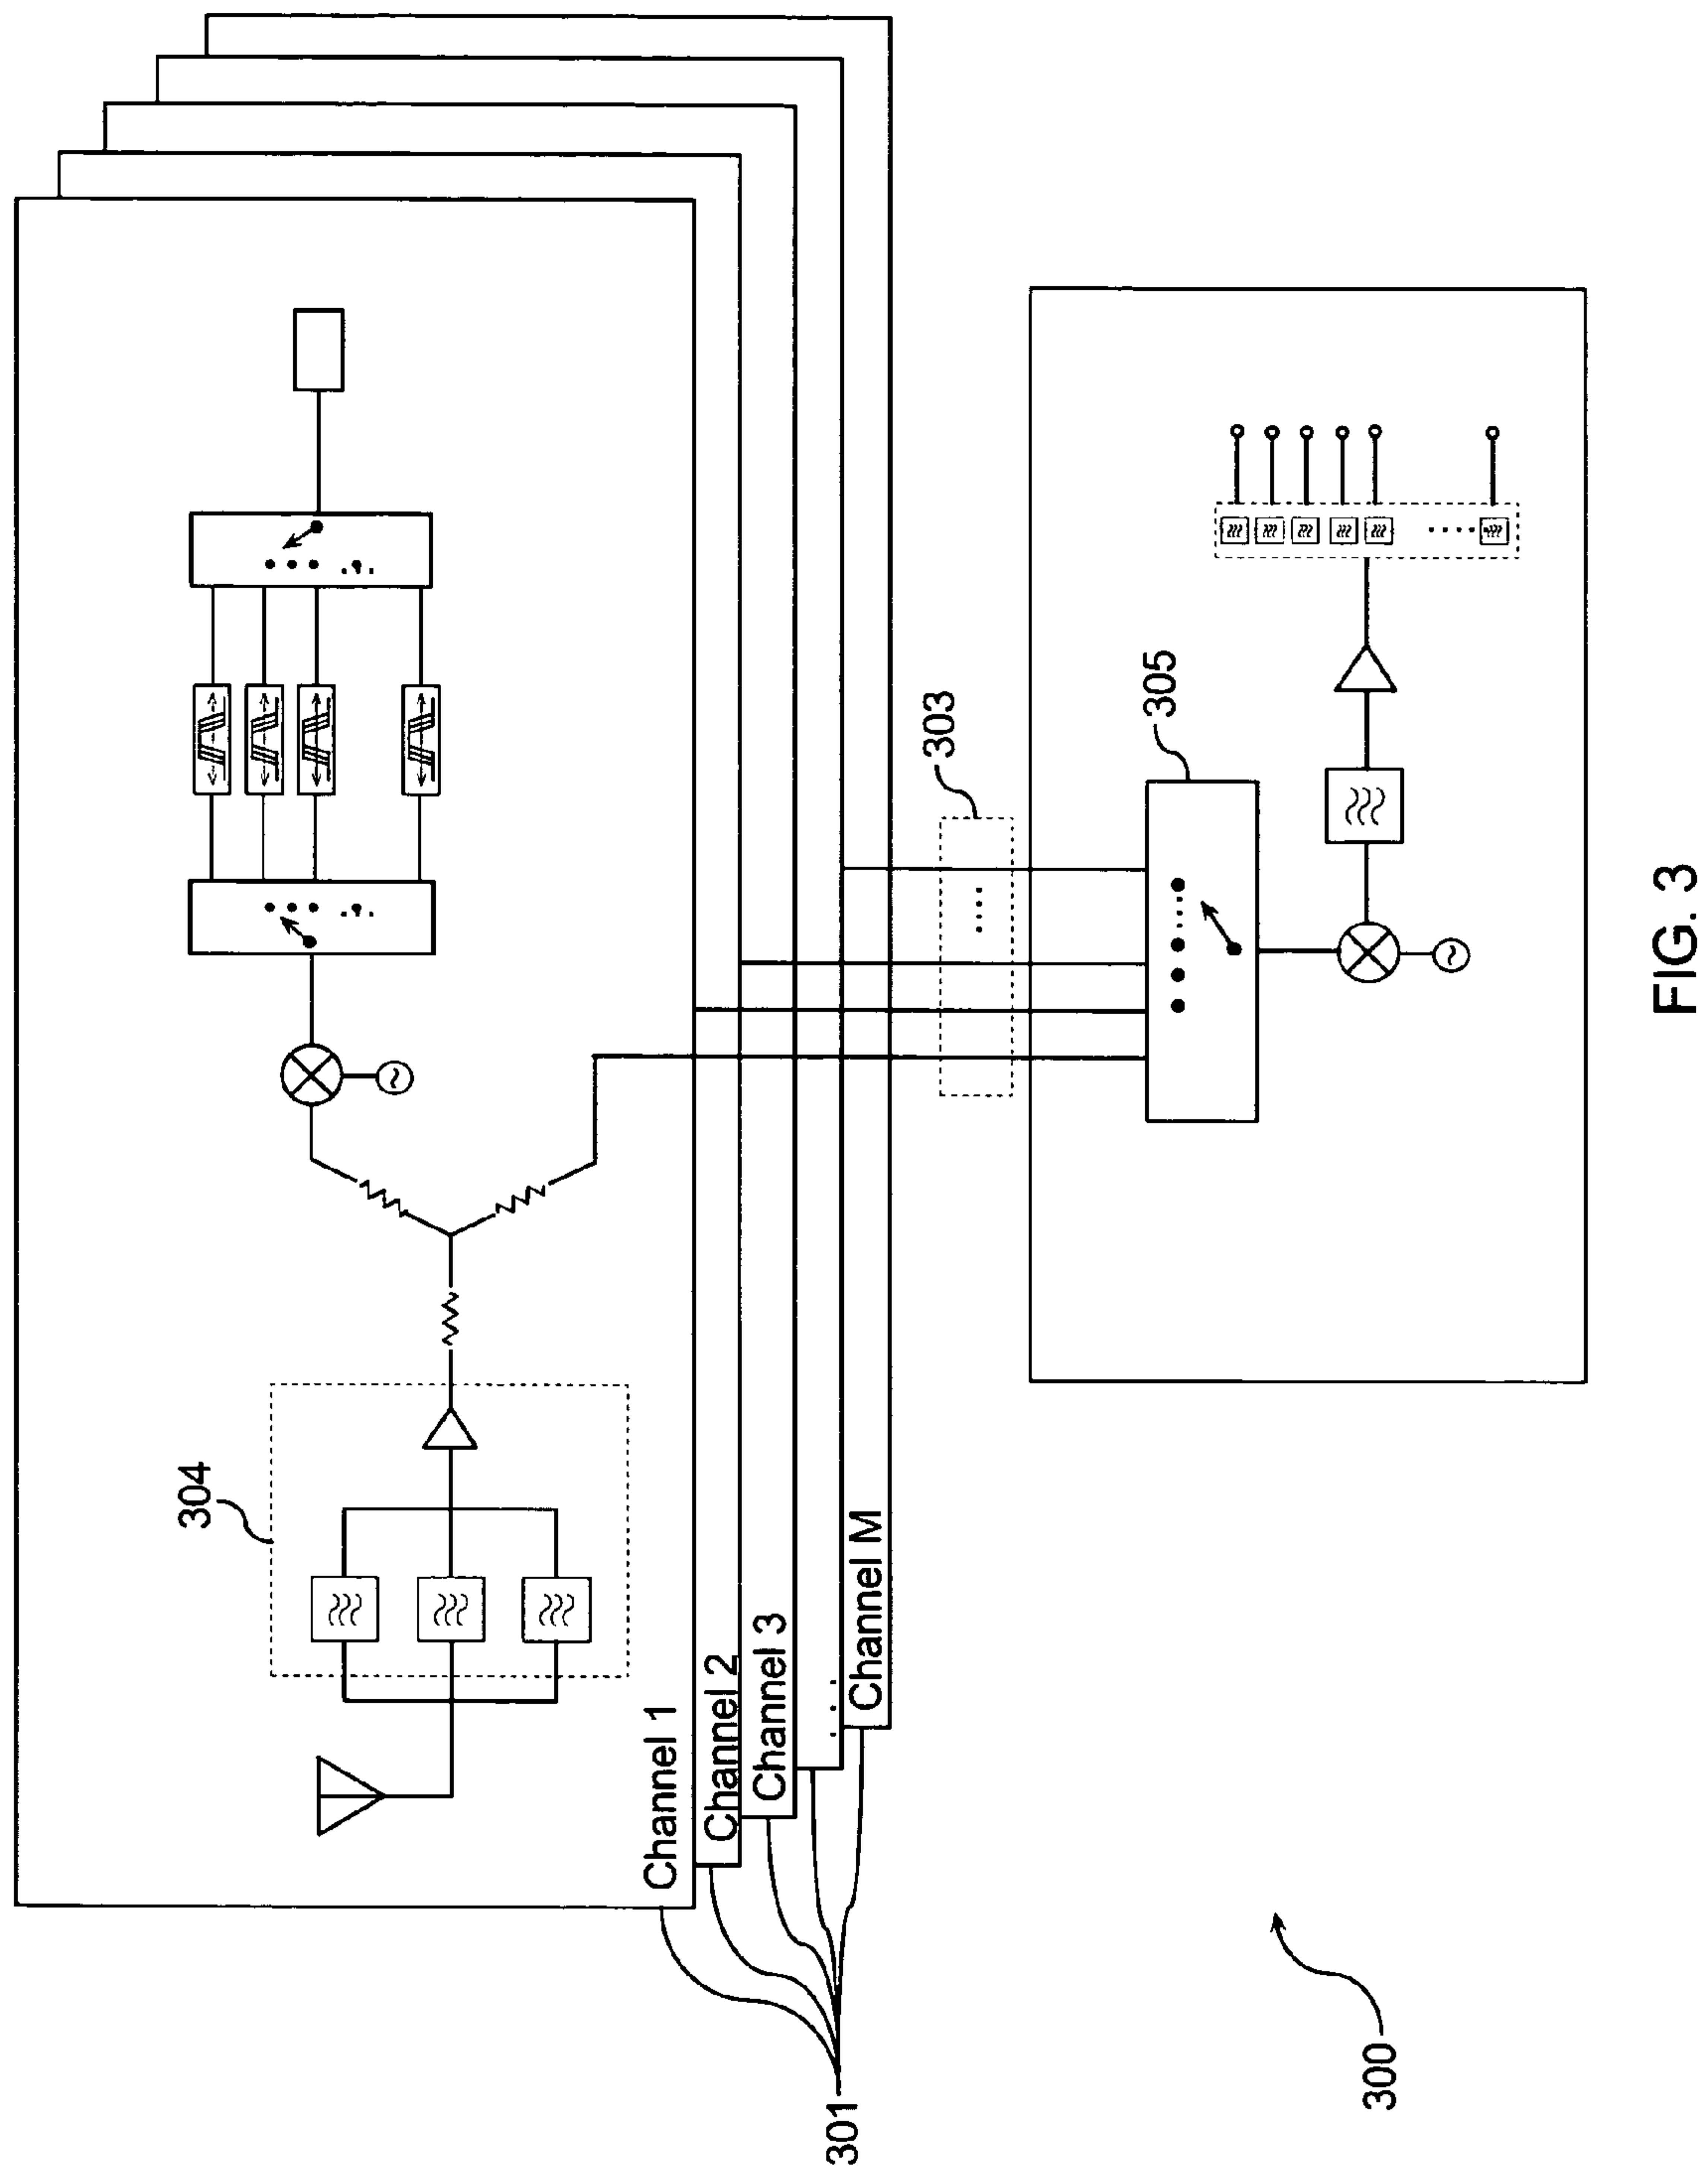 304
Channel 1
Channel 2
Channel 3
. . .
Channel M
301
303
305
300
FIG. 3